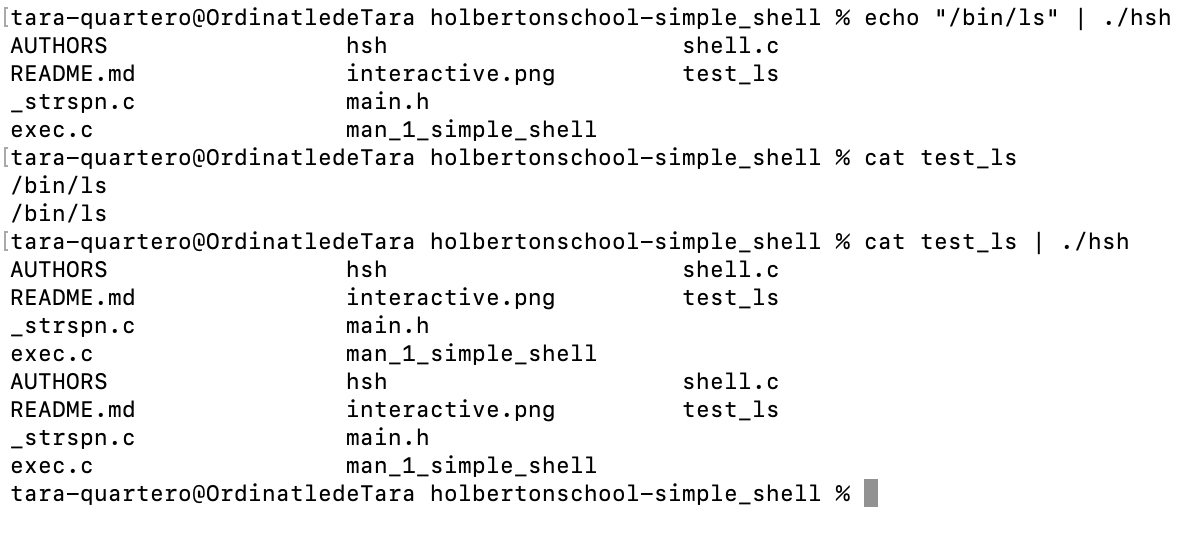 [tara-quartero@OrdinatledeTara holbertonschool-simple_shell % echo "/bin/ls" | ./hsh
AUTHORS hsh shell.c
README.md interactive.png test_ls
_strspn.c main.h
exec.c man_1_simple_shell
[tara-quartero@OrdinatledeTara holbertonschool-simple_shell % cat test_ls
/bin/ls
/bin/ls
[tara-quartero@OrdinatledeTara holbertonschool-simple_shell % cat test_ls | ./hsh
AUTHORS hsh shell.c
README.md interactive.png test_ls
_strspn.c main.h
exec.c man_1_simple_shell
AUTHORS hsh shell.c
README.md interactive.png test_ls
_strspn.c main.h
exec.c man_1_simple_shell
tara-quartero@OrdinatledeTara holbertonschool-simple_shell %